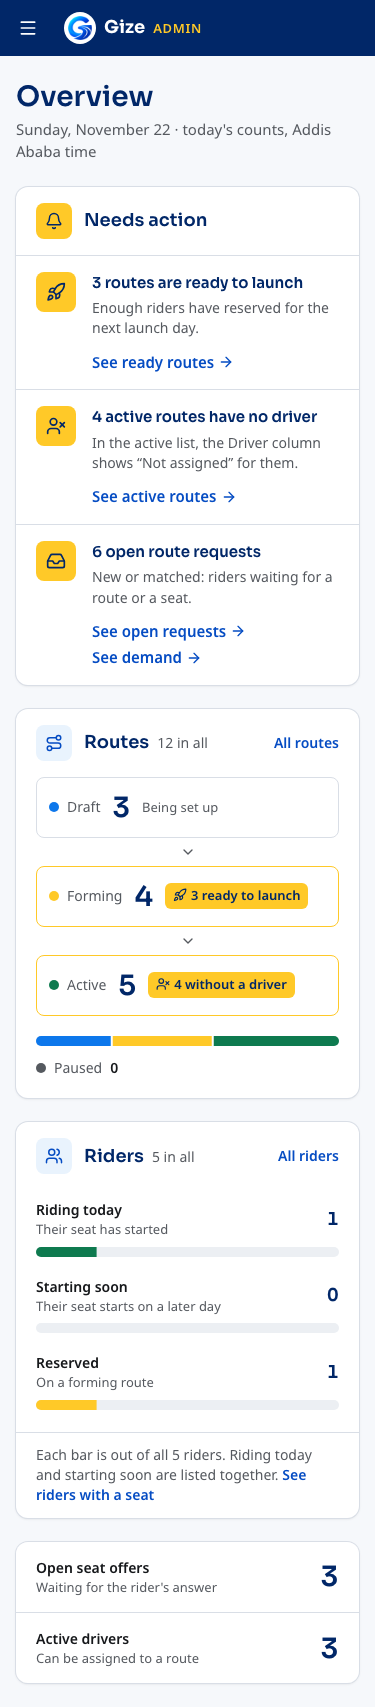 Gize ADMIN
Overview
Sunday, November 22 · today's counts, Addis
Ababa time
Needs action
3 routes are ready to launch
Enough riders have reserved for the
next launch day.
See ready routes →
4 active routes have no driver
In the active list, the Driver column
shows “Not assigned” for them.
See active routes →
6 open route requests
New or matched: riders waiting for a
route or a seat.
See open requests →
See demand →
Routes 12 in all All routes
Draft 3 Being set up
Forming 4 3 ready to launch
Active 5 4 without a driver
Paused 0
Riders 5 in all All riders
Riding today 1
Their seat has started
Starting soon 0
Their seat starts on a later day
Reserved 1
On a forming route
Each bar is out of all 5 riders. Riding today
and starting soon are listed together. See
riders with a seat
Open seat offers 3
Waiting for the rider's answer
Active drivers 3
Can be assigned to a route